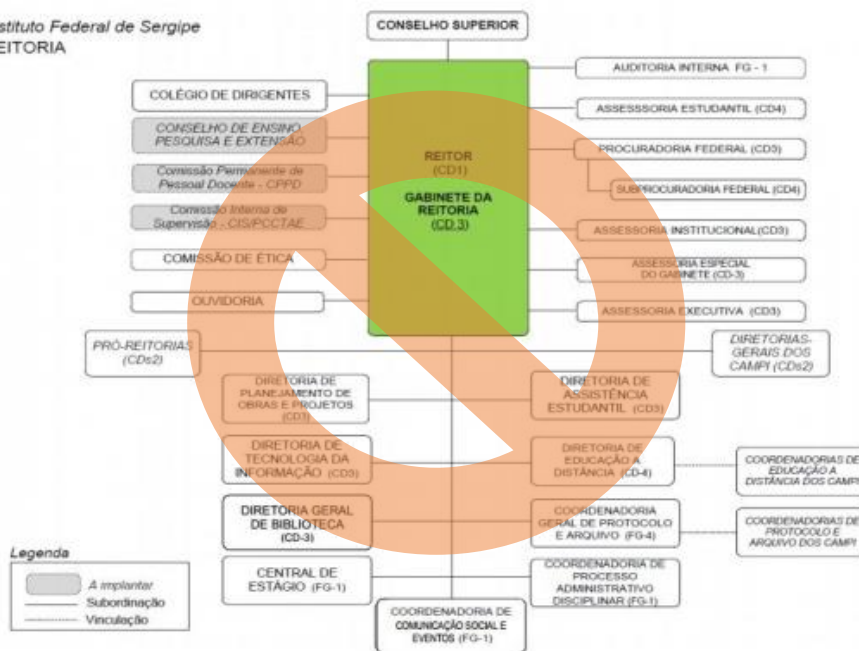 stituto Federal de Sergipe
EITORIA
CONSELHO SUPERIOR
COLÉGIO DE DIRIGENTES
CONSELHO DE ENSINO,
PESQUISA E EXTENSÃO
Comissão Permanente de
Pessoal Docente - CPPD
Comissão Interna de
Supervisão - CIS/PCCTAE
COMISSÃO DE ÉTICA
OUVIDORIA
REITOR
(CD1)
GABINETE DA
REITORIA
(CD.3)
AUDITORIA INTERNA FG - 1
ASSESSSORIA ESTUDANTIL (CD4)
PROCURADORIA FEDERAL (CD3)
SUBPROCURADORIA FEDERAL (CD4)
ASSESSORIA INSTITUCIONAL(CD3)
ASSESSORIA ESPECIAL
DO GABINETE (CD-3)
ASSESSORIA EXECUTIVA (CD3)
PRÓ-REITORIAS
(CDs2)
DIRETORIAS-
GERAIS DOS
CAMPI (CDs2)
DIRETORIA DE
PLANEJAMENTO DE
OBRAS E PROJETOS
(CD3)
DIRETORIA DE
ASSISTÊNCIA
ESTUDANTIL (CD3)
DIRETORIA DE
TECNOLOGIA DA
INFORMAÇÃO (CD3)
DIRETORIA DE
EDUCAÇÃO A
DISTÂNCIA (CD-4)
COORDENADORIAS DE
EDUCAÇÃO A
DISTÂNCIA DOS CAMPI
DIRETORIA GERAL
DE BIBLIOTECA
(CD-3)
COORDENADORIA
GERAL DE PROTOCOLO
E ARQUIVO (FG-4)
COORDENADORIAS DE
PROTOCOLO E
ARQUIVO DOS CAMPI
CENTRAL DE
ESTÁGIO (FG-1)
COORDENADORIA DE
PROCESSO
ADMINISTRATIVO
DISCIPLINAR (FG-1)
COORDENADORIA DE
COMUNICAÇÃO SOCIAL E
EVENTOS (FG-1)
Legenda
A implantar
Subordinação
Vinculação